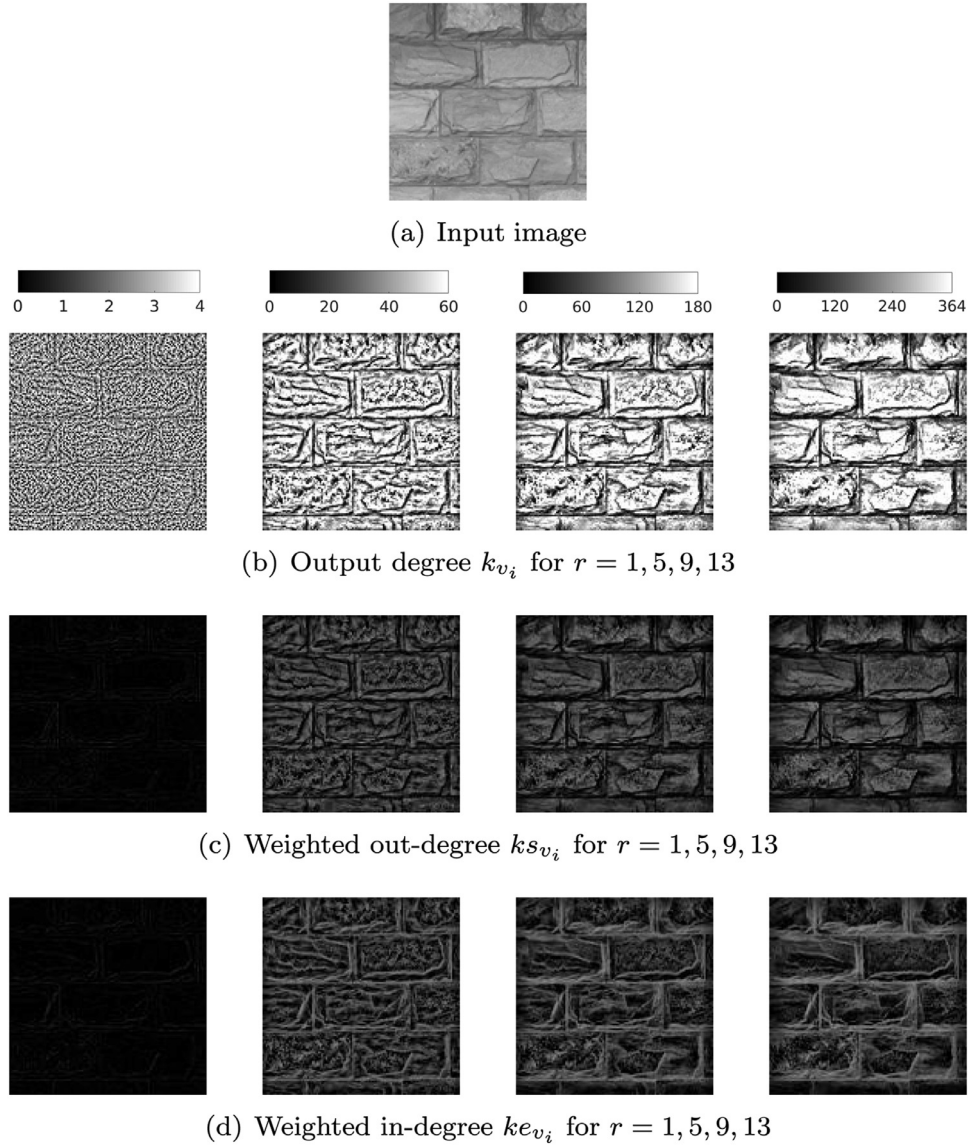 (a) Input image
0 1 2 3 4 0 20 40 60 0 60 120 180 0 120 240 364
(b) Output degree k_{v_i} for r = 1, 5, 9, 13
(c) Weighted out-degree ks_{v_i} for r = 1, 5, 9, 13
(d) Weighted in-degree ke_{v_i} for r = 1, 5, 9, 13